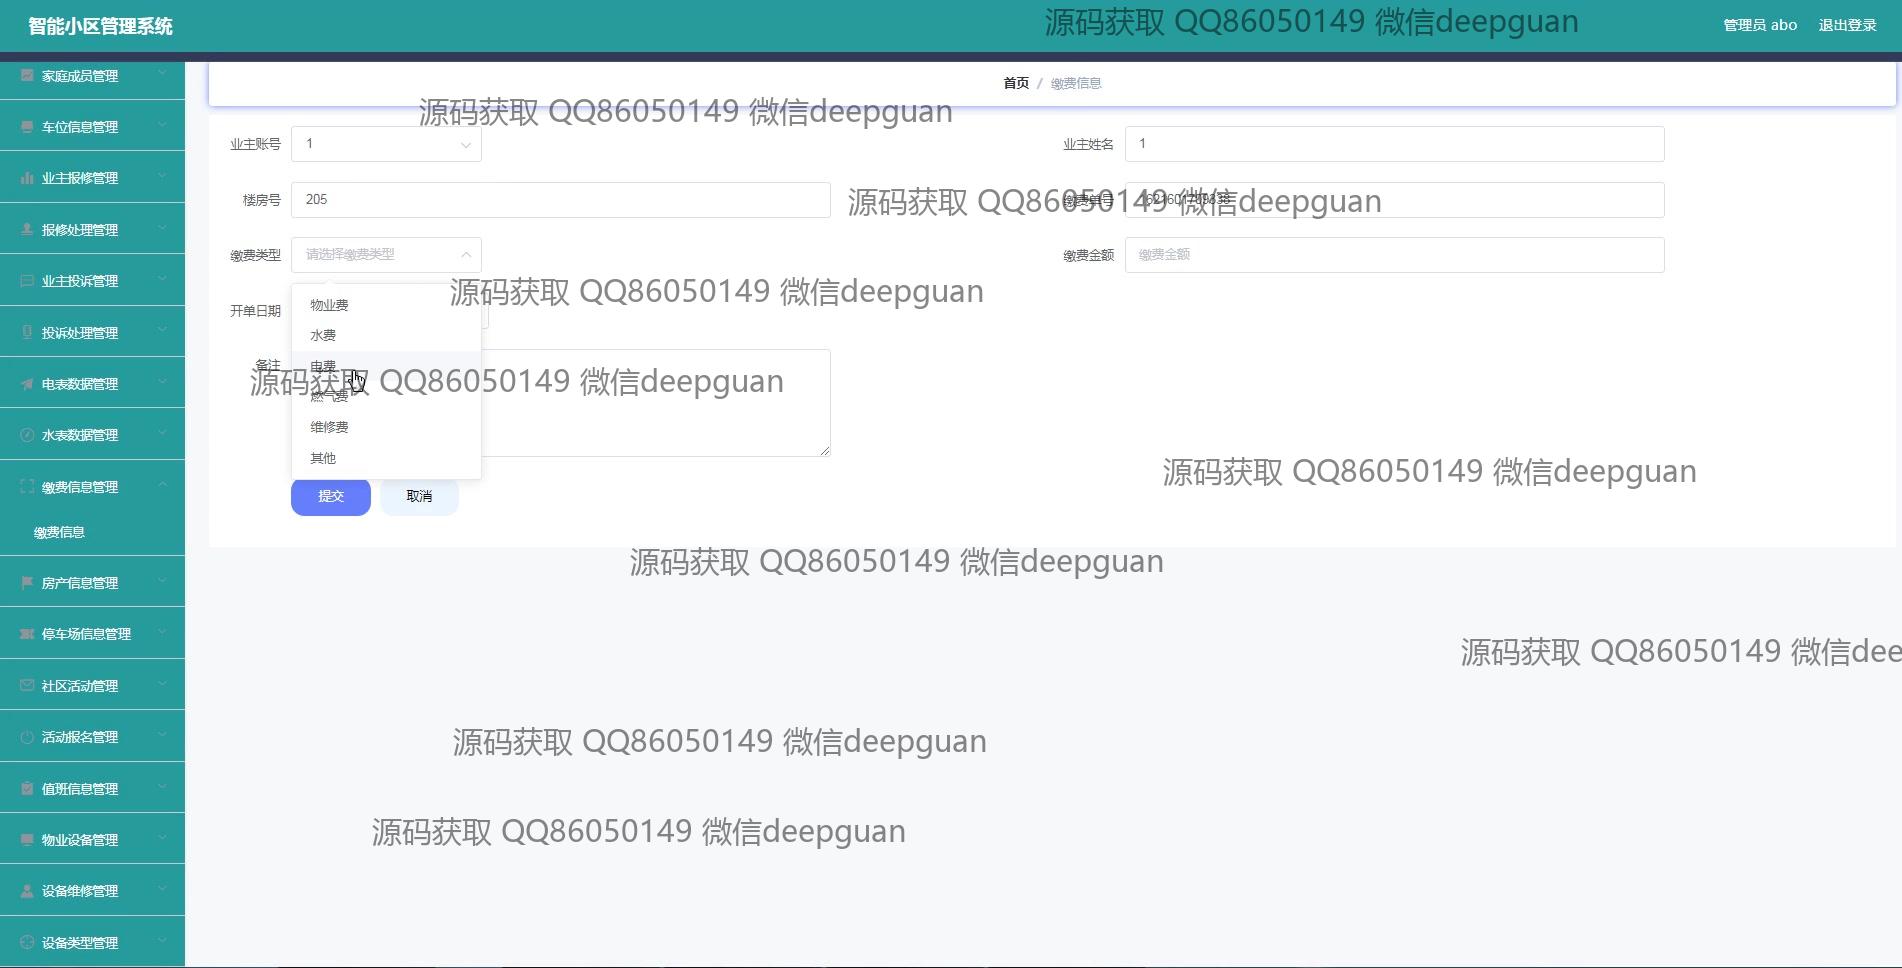 智能小区管理系统
源码获取 QQ86050149 微信deepguan
管理员 abo
退出登录
家庭成员管理
车位信息管理
业主报修管理
报修处理管理
业主投诉管理
投诉处理管理
电表数据管理
水表数据管理
缴费信息管理
缴费信息
房产信息管理
停车场信息管理
社区活动管理
活动报名管理
值班信息管理
物业设备管理
设备维修管理
设备类型管理
首页 / 缴费信息
源码获取 QQ86050149 微信deepguan
业主账号 1
业主姓名 1
楼房号 205
源码获取 QQ86050149 微信deepguan
缴费单号
缴费类型 请选择缴费类型
缴费金额 缴费金额
源码获取 QQ86050149 微信deepguan
开单日期
物业费
水费
电费
燃气费
维修费
其他
备注
源码获取 QQ86050149 微信deepguan
源码获取 QQ86050149 微信deepguan
提交
取消
源码获取 QQ86050149 微信deepguan
源码获取 QQ86050149 微信dee
源码获取 QQ86050149 微信deepguan
源码获取 QQ86050149 微信deepguan